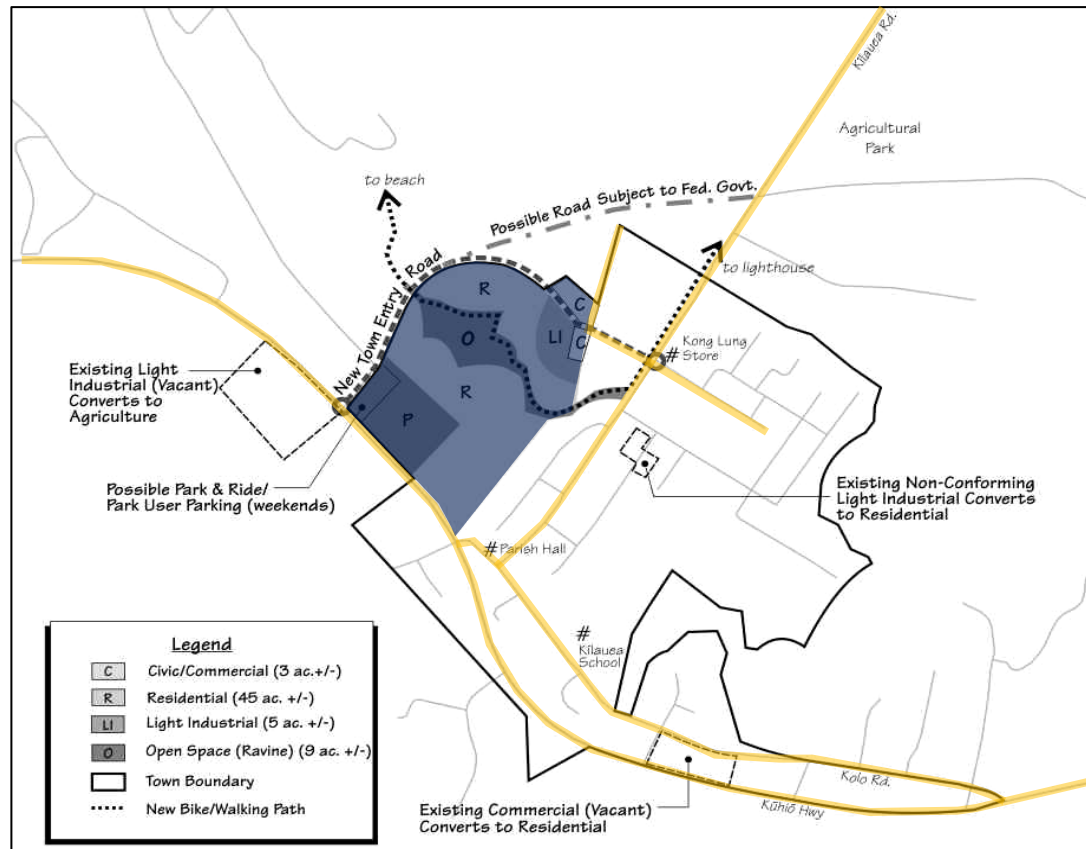 Kīlauea Rd.
Agricultural
Park
to beach
Possible Road Subject to Fed. Govt.
New Town Entry Road
to lighthouse
R
C
LI
C
O
R
P
# Kong Lung
Store
Existing Light
Industrial (Vacant)
Converts to
Agriculture
Possible Park & Ride/
Park User Parking (weekends)
Existing Non-Conforming
Light Industrial Converts
to Residential
# Parish Hall
#
Kīlauea
School
Kolo Rd.
Kūhiō Hwy
Existing Commercial (Vacant)
Converts to Residential
Legend
C Civic/Commercial (3 ac.+/-)
R Residential (45 ac. +/-)
LI Light Industrial (5 ac. +/-)
O Open Space (Ravine) (9 ac. +/-)
Town Boundary
New Bike/Walking Path